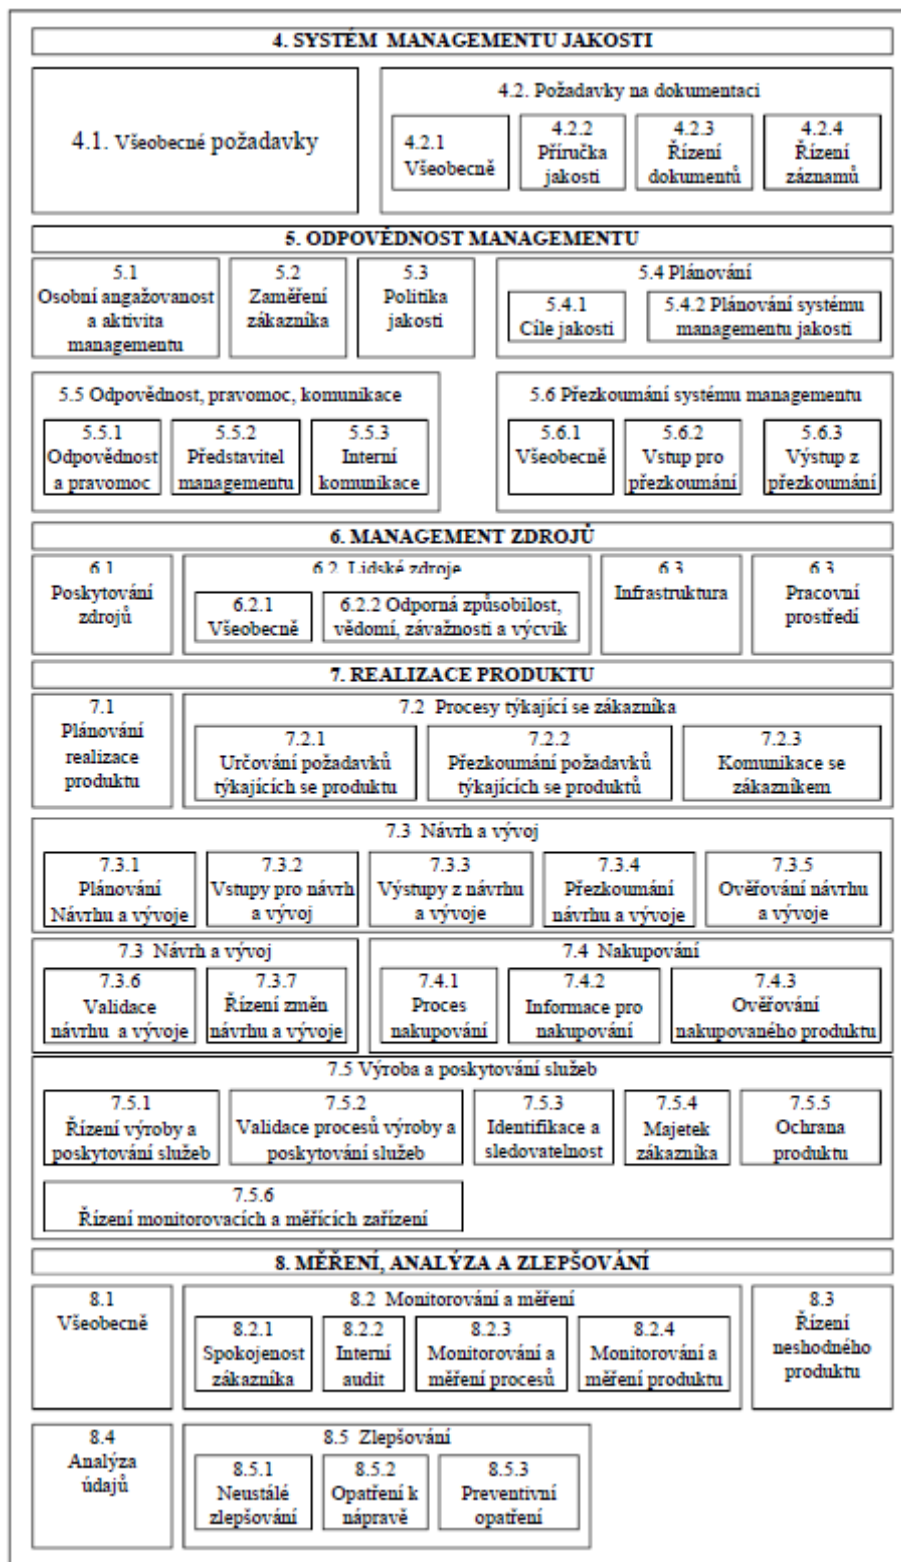 4. SYSTÉM MANAGEMENTU JAKOSTI
4.1. Všeobecné požadavky
4.2. Požadavky na dokumentaci
4.2.1
Všeobecně
4.2.2
Příručka
jakosti
4.2.3
Řízení
dokumentů
4.2.4
Řízení
záznamů
5. ODPOVĚDNOST MANAGEMENTU
5.1
Osobní angažovanost
a aktivita
managementu
5.2
Zaměření
zákazníka
5.3
Politika
jakosti
5.4 Plánování
5.4.1
Cíle jakosti
5.4.2 Plánování systému
managementu jakosti
5.5 Odpovědnost, pravomoc, komunikace
5.5.1
Odpovědnost
a pravomoc
5.5.2
Představitel
managementu
5.5.3
Interní
komunikace
5.6 Přezkoumání systému managementu
5.6.1
Všeobecně
5.6.2
Vstup pro
přezkoumání
5.6.3
Výstup z
přezkoumání
6. MANAGEMENT ZDROJŮ
6.1
Poskytování
zdrojů
6.2 Lidské zdroje
6.2.1
Všeobecně
6.2.2 Odporná způsobilost,
vědomí, závažnosti a výcvik
6.3
Infrastruktura
6.3
Pracovní
prostředí
7. REALIZACE PRODUKTU
7.1
Plánování
realizace
produktu
7.2 Procesy týkající se zákazníka
7.2.1
Určování požadavků
týkajících se produktu
7.2.2
Přezkoumání požadavků
týkajících se produktů
7.2.3
Komunikace se
zákazníkem
7.3 Návrh a vývoj
7.3.1
Plánování
Návrhu a vývoje
7.3.2
Vstupy pro návrh
a vývoj
7.3.3
Výstupy z návrhu
a vývoje
7.3.4
Přezkoumání
návrhu a vývoje
7.3.5
Ověřování návrhu
a vývoje
7.3 Návrh a vývoj
7.3.6
Validace
návrhu a vývoje
7.3.7
Řízení změn
návrhu a vývoje
7.4 Nakupování
7.4.1
Proces
nakupování
7.4.2
Informace pro
nakupování
7.4.3
Ověřování
nakupovaného produktu
7.5 Výroba a poskytování služeb
7.5.1
Řízení výroby a
poskytování služeb
7.5.2
Validace procesů výroby a
poskytování služeb
7.5.3
Identifikace a
sledovatelnost
7.5.4
Majetek
zákazníka
7.5.5
Ochrana
produktu
7.5.6
Řízení monitorovacích a měřících zařízení
8. MĚŘENÍ, ANALÝZA A ZLEPŠOVÁNÍ
8.1
Všeobecně
8.2 Monitorování a měření
8.2.1
Spokojenost
zákazníka
8.2.2
Interní
audit
8.2.3
Monitorování a
měření procesů
8.2.4
Monitorování a
měření produktu
8.3
Řízení
neshodného
produktu
8.4
Analýza
údajů
8.5 Zlepšování
8.5.1
Neustálé
zlepšování
8.5.2
Opatření k
nápravě
8.5.3
Preventivní
opatření